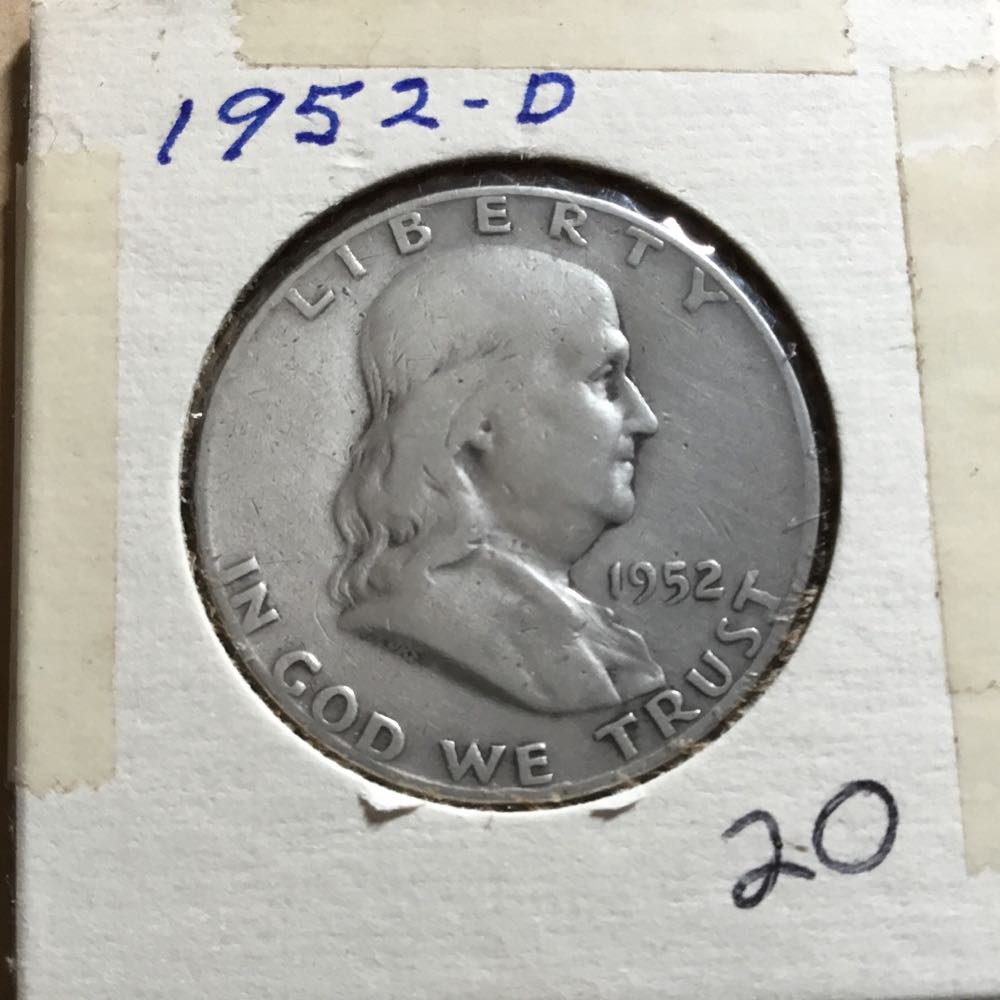 1952-D
LIBERTY
1952
IN GOD WE TRUST
20